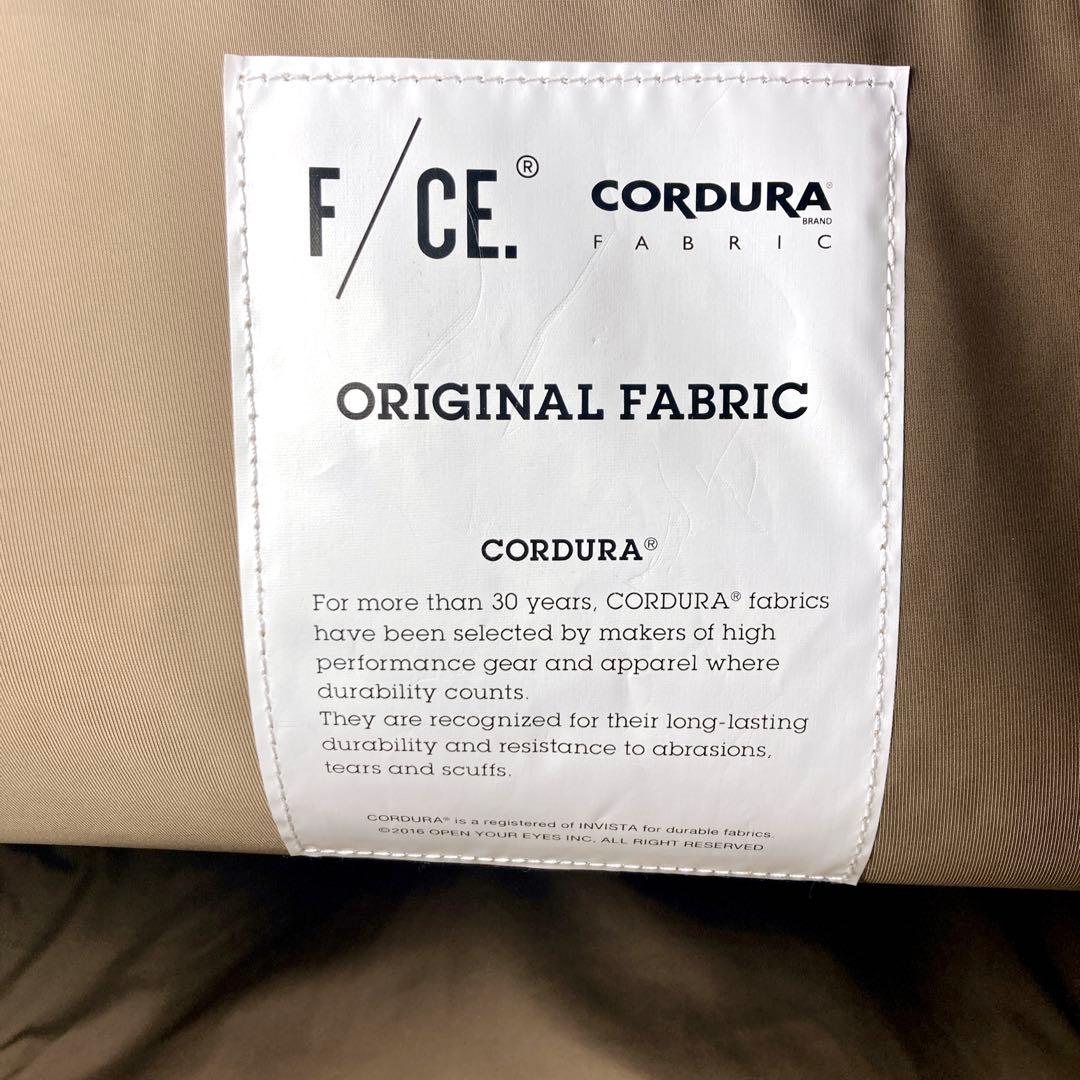 F/CE.®
CORDURA®
BRAND
FABRIC
ORIGINAL FABRIC
CORDURA®
For more than 30 years, CORDURA® fabrics
have been selected by makers of high
performance gear and apparel where
durability counts.
They are recognized for their long-lasting
durability and resistance to abrasions,
tears and scuffs.
CORDURA® is a registered of INVISTA for durable fabrics.
©2016 OPEN YOUR EYES INC, ALL RIGHT RESERVED